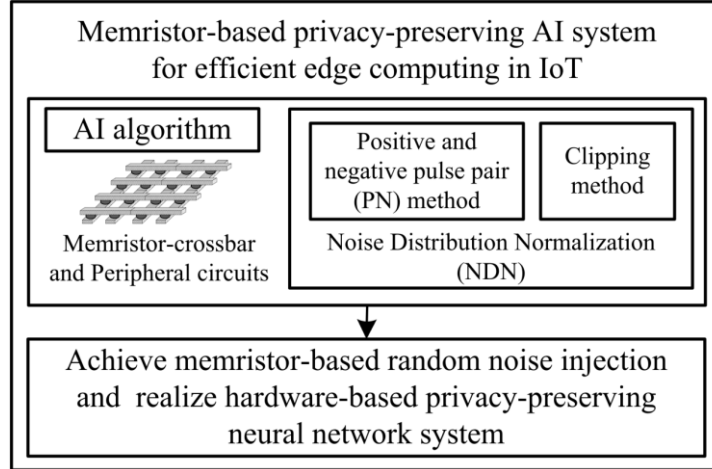 Memristor-based privacy-preserving AI system
for efficient edge computing in IoT
AI algorithm
Memristor-crossbar
and Peripheral circuits
Positive and
negative pulse pair
(PN) method
Clipping
method
Noise Distribution Normalization
(NDN)
Achieve memristor-based random noise injection
and realize hardware-based privacy-preserving
neural network system